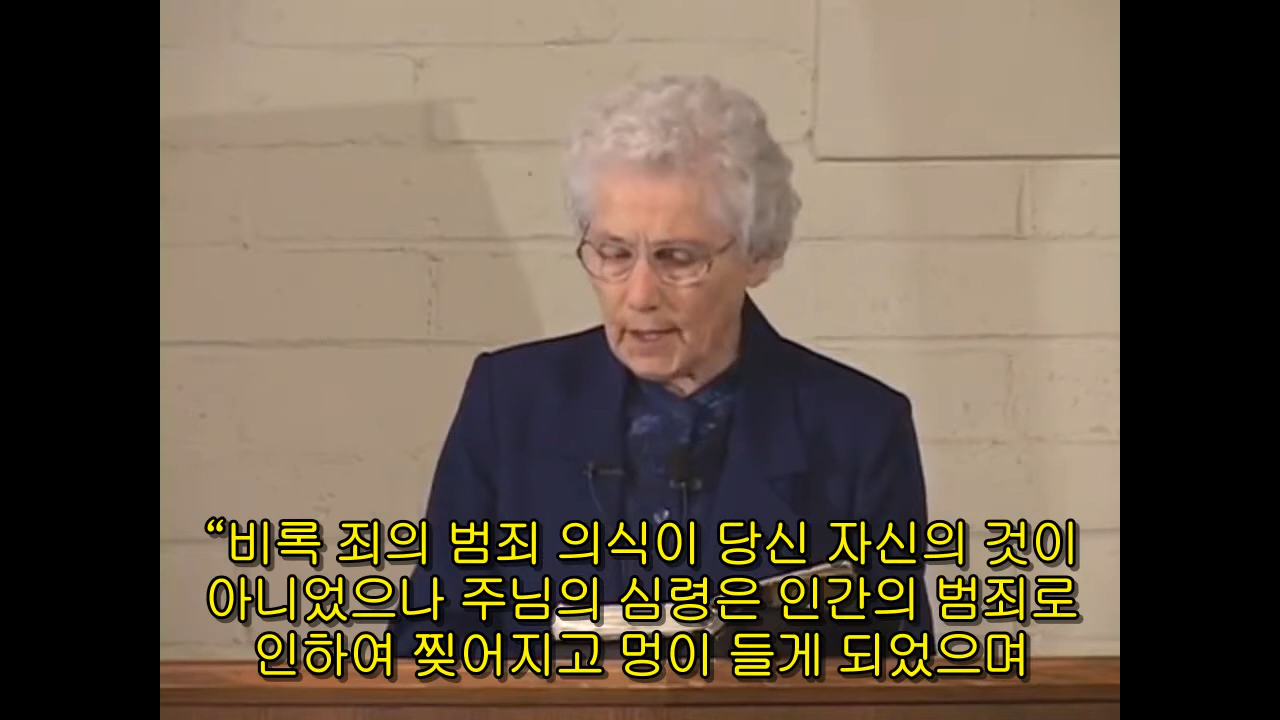 “비록 죄의 범죄 의식이 당신 자신의 것이
아니었으나 주님의 심령은 인간의 범죄로
인하여 찢어지고 멍이 들게 되었으며